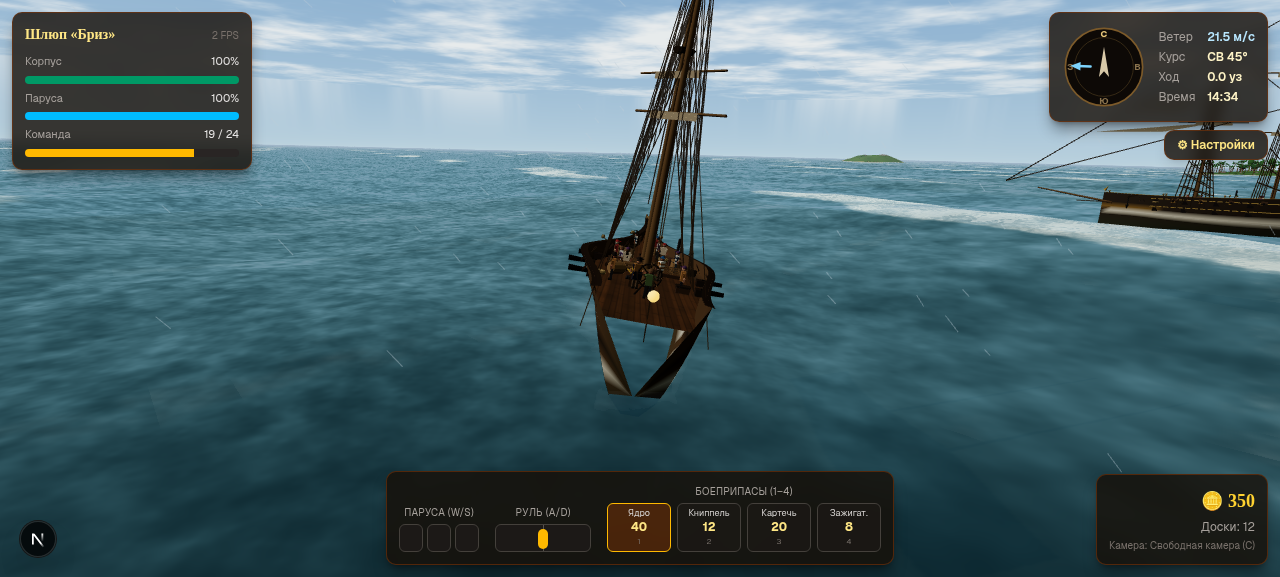 Шлюп «Бриз» 2 FPS
Корпус 100%
Паруса 100%
Команда 19 / 24
С
З В
Ю
Ветер 21.5 м/с
Курс СВ 45°
Ход 0.0 уз
Время 14:34
⚙ Настройки
БОЕПРИПАСЫ (1–4)
ПАРУСА (W/S) РУЛЬ (A/D)
Ядро Книппель Картечь Зажигат.
40 12 20 8
1 2 3 4
N
350
Доски: 12
Камера: Свободная камера (C)